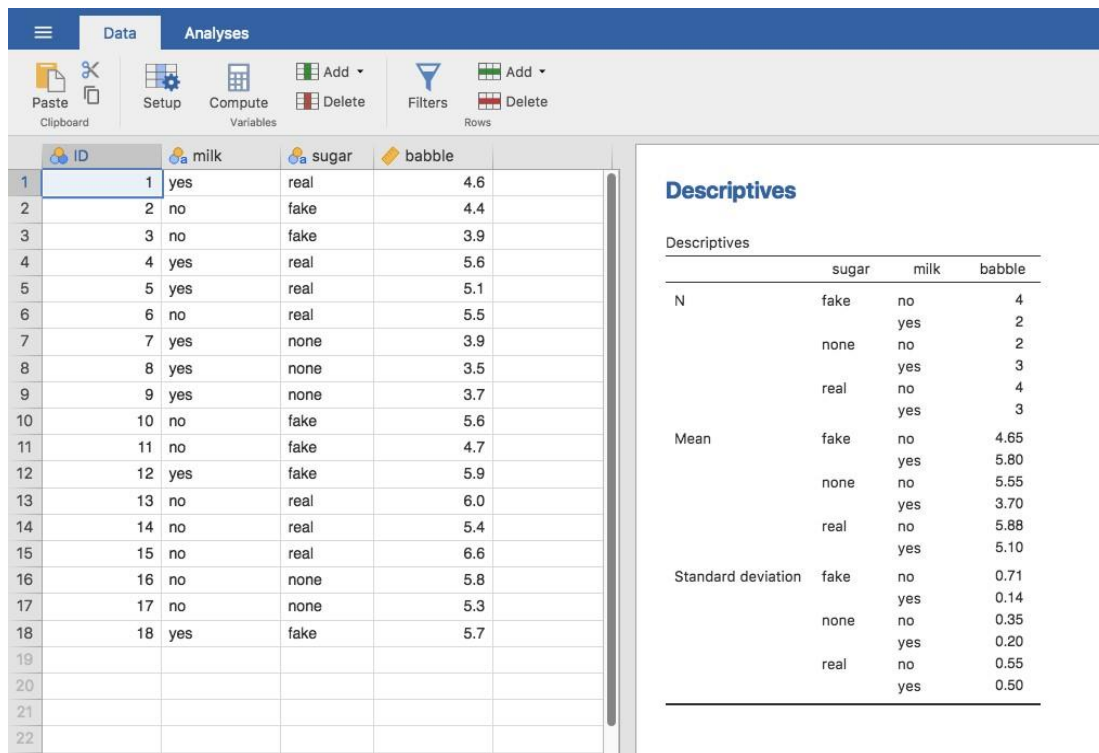 Data Analyses
Paste Setup Compute Add Delete Filters Add Delete
Clipboard Variables Rows
ID milk sugar babble
1 1 yes real 4.6
2 2 no fake 4.4
3 3 no fake 3.9
4 4 yes real 5.6
5 5 yes real 5.1
6 6 no real 5.5
7 7 yes none 3.9
8 8 yes none 3.5
9 9 yes none 3.7
10 10 no fake 5.6
11 11 no fake 4.7
12 12 yes fake 5.9
13 13 no real 6.0
14 14 no real 5.4
15 15 no real 6.6
16 16 no none 5.8
17 17 no none 5.3
18 18 yes fake 5.7
19
20
21
22
Descriptives
Descriptives
sugar milk babble
N fake no 4
yes 2
none no 2
yes 3
real no 4
yes 3
Mean fake no 4.65
yes 5.80
none no 5.55
yes 3.70
real no 5.88
yes 5.10
Standard deviation fake no 0.71
yes 0.14
none no 0.35
yes 0.20
real no 0.55
yes 0.50